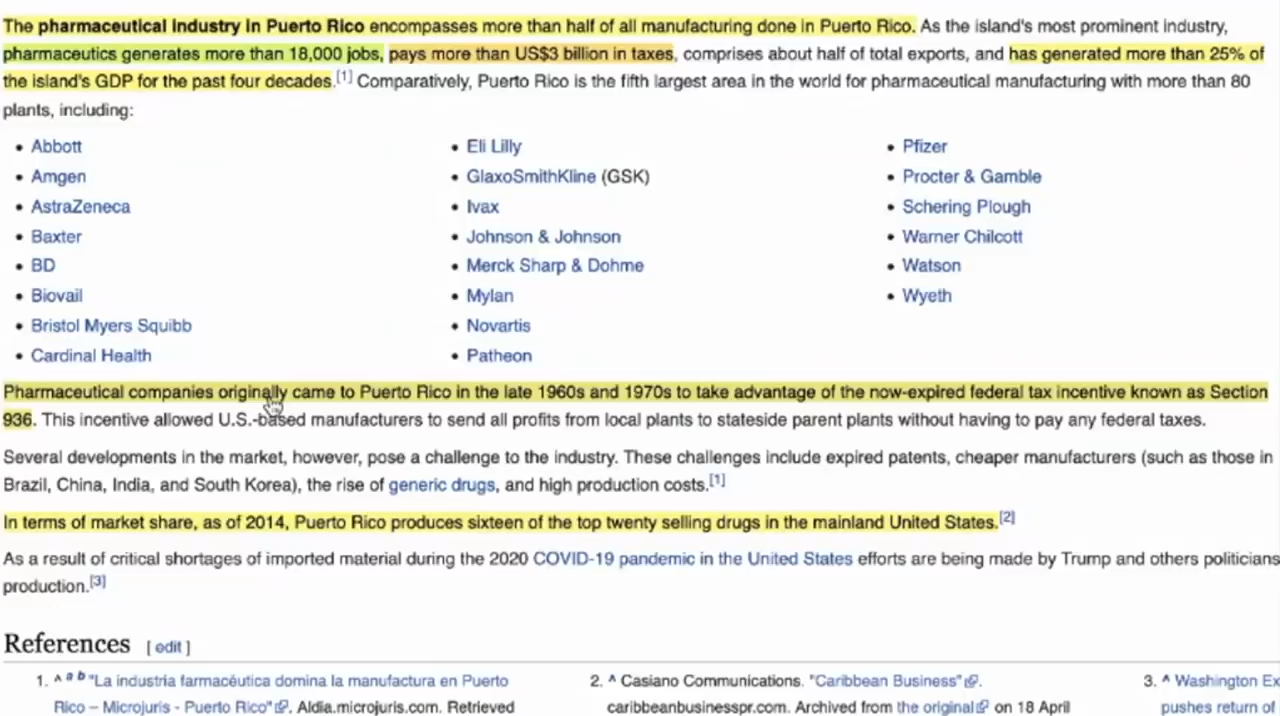 The pharmaceutical industry in Puerto Rico encompasses more than half of all manufacturing done in Puerto Rico. As the island's most prominent industry,
pharmaceutics generates more than 18,000 jobs, pays more than US$3 billion in taxes, comprises about half of total exports, and has generated more than 25% of
the island's GDP for the past four decades.[1] Comparatively, Puerto Rico is the fifth largest area in the world for pharmaceutical manufacturing with more than 80
plants, including:
• Abbott
• Amgen
• AstraZeneca
• Baxter
• BD
• Biovail
• Bristol Myers Squibb
• Cardinal Health
• Eli Lilly
• GlaxoSmithKline (GSK)
• Ivax
• Johnson & Johnson
• Merck Sharp & Dohme
• Mylan
• Novartis
• Patheon
• Pfizer
• Procter & Gamble
• Schering Plough
• Warner Chilcott
• Watson
• Wyeth
Pharmaceutical companies originally came to Puerto Rico in the late 1960s and 1970s to take advantage of the now-expired federal tax incentive known as Section
936. This incentive allowed U.S.-based manufacturers to send all profits from local plants to stateside parent plants without having to pay any federal taxes.
Several developments in the market, however, pose a challenge to the industry. These challenges include expired patents, cheaper manufacturers (such as those in
Brazil, China, India, and South Korea), the rise of generic drugs, and high production costs.[1]
In terms of market share, as of 2014, Puerto Rico produces sixteen of the top twenty selling drugs in the mainland United States.[2]
As a result of critical shortages of imported material during the 2020 COVID-19 pandemic in the United States efforts are being made by Trump and others politicians
production.[3]
References [ edit ]
1. ^ a b "La industria farmacéutica domina la manufactura en Puerto
Rico – Microjuris - Puerto Rico". Aldia.microjuris.com. Retrieved
2. ^ Casiano Communications. "Caribbean Business".
caribbeanbusinesspr.com. Archived from the original on 18 April
3. ^ Washington Ex
pushes return of